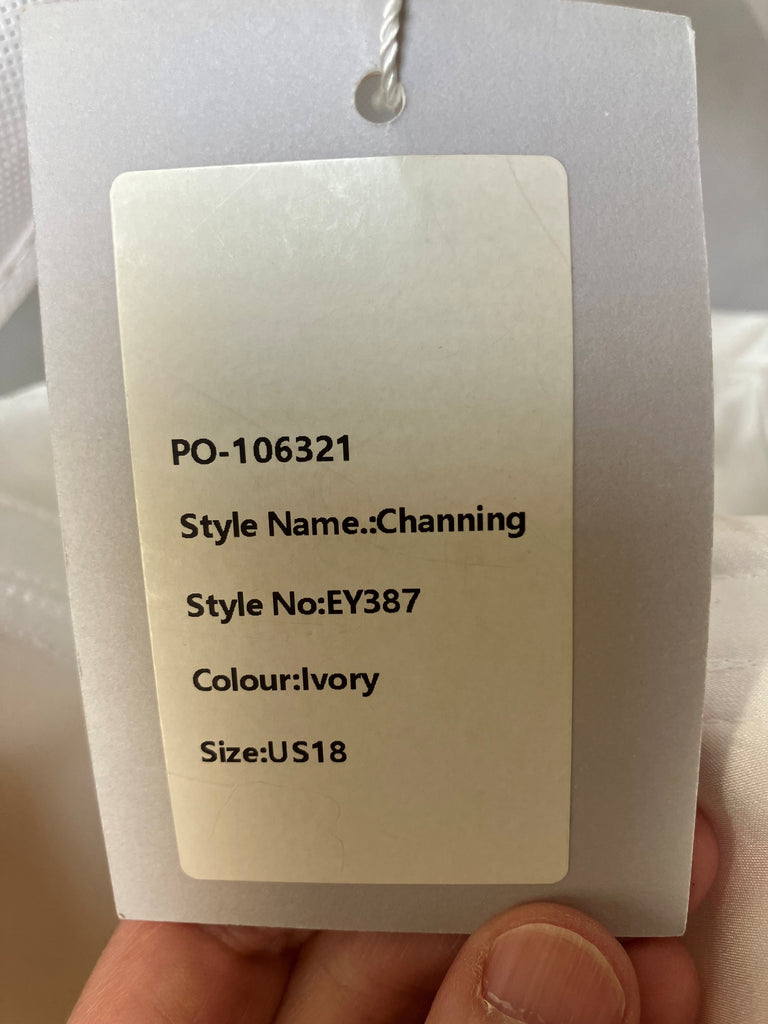 PO-106321
Style Name.:Channing
Style No:EY387
Colour:Ivory
Size:US18